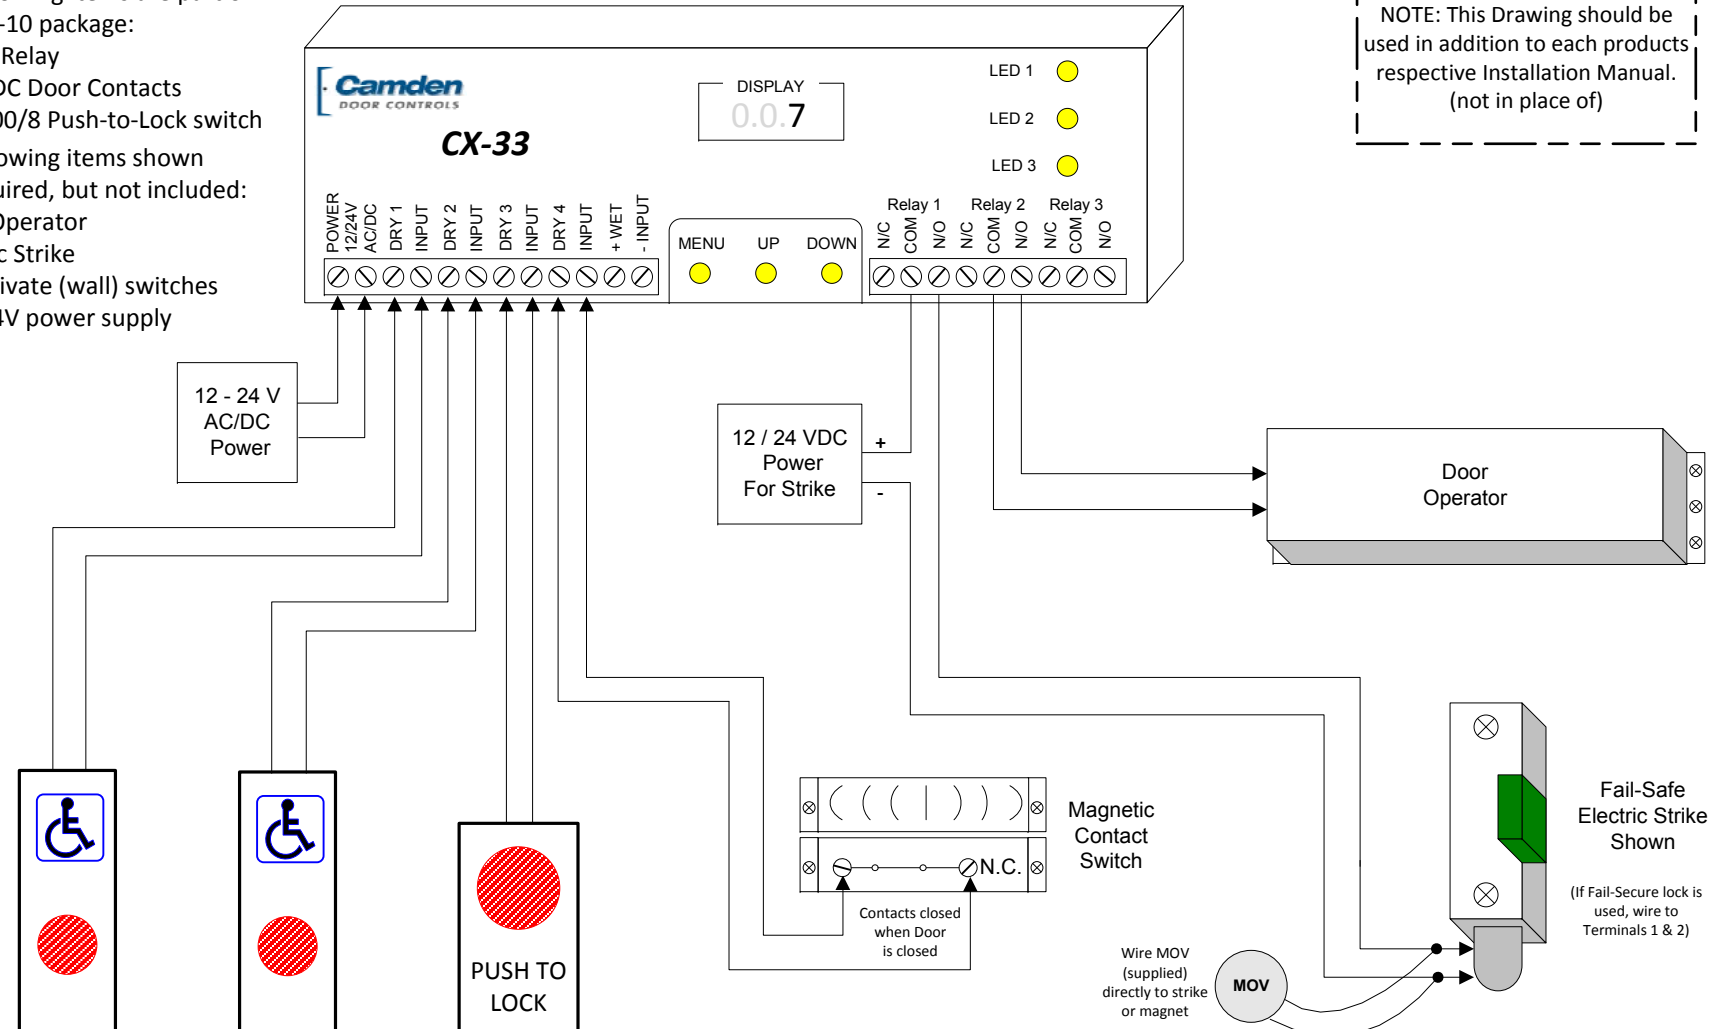 -10 package:
Relay
DC Door Contacts
00/8 Push-to-Lock switch
owing items shown
uired, but not included:
Operator
c Strike
ivate (wall) switches
4V power supply
Camden
DOOR CONTROLS
CX-33
DISPLAY
0.0.7
LED 1
LED 2
LED 3
NOTE: This Drawing should be
used in addition to each products
respective Installation Manual.
(not in place of)
POWER
12/24V
AC/DC
DRY 1
INPUT
DRY 2
INPUT
DRY 3
INPUT
DRY 4
INPUT
+ WET
- INPUT
MENU
UP
DOWN
Relay 1
Relay 2
Relay 3
N/C
COM
N/O
N/C
COM
N/O
N/C
COM
N/O
12 - 24 V
AC/DC
Power
12 / 24 VDC
Power
For Strike
+
-
Door
Operator
Magnetic
Contact
Switch
N.C.
Contacts closed
when Door
is closed
Fail-Safe
Electric Strike
Shown
(If Fail-Secure lock is
used, wire to
Terminals 1 & 2)
PUSH TO
LOCK
Wire MOV
(supplied)
directly to strike
or magnet
MOV